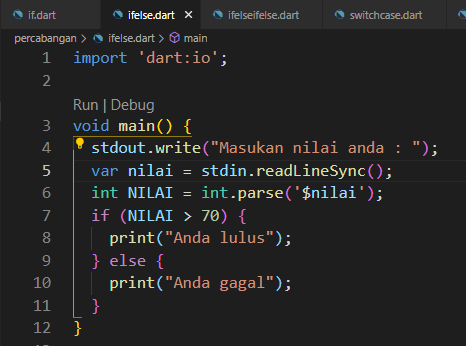 if.dart ifelse.dart ifelseifelse.dart switchcase.dart
percabangan > ifelse.dart > main
1 import 'dart:io';
2
Run | Debug
3 void main() {
4 stdout.write("Masukan nilai anda : ");
5 var nilai = stdin.readLineSync();
6 int NILAI = int.parse('$nilai');
7 if (NILAI > 70) {
8 print("Anda lulus");
9 } else {
10 print("Anda gagal");
11 }
12 }